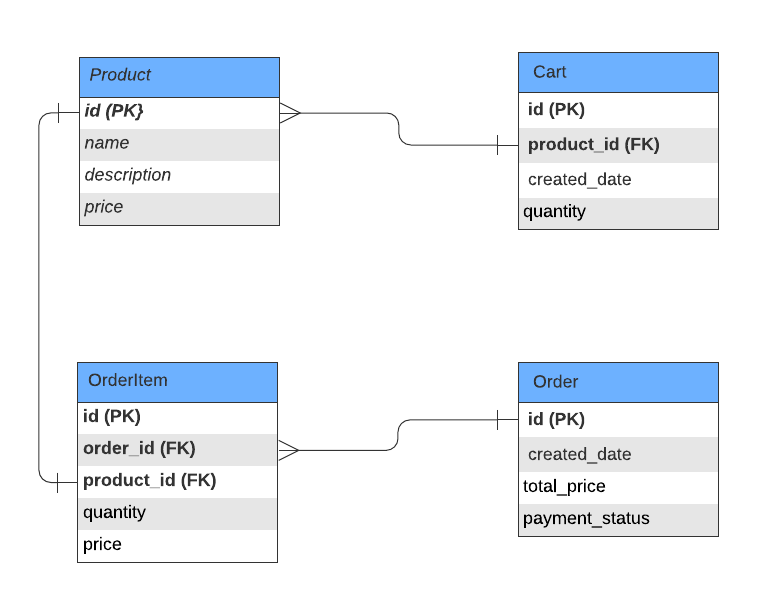 Product
id (PK}
name
description
price
Cart
id (PK)
product_id (FK)
created_date
quantity
OrderItem
id (PK)
order_id (FK)
product_id (FK)
quantity
price
Order
id (PK)
created_date
total_price
payment_status